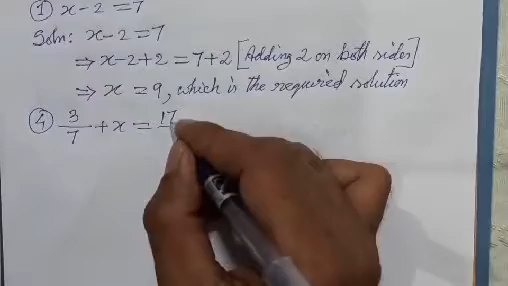 ① x - 2 = 7
Soln: x - 2 = 7
⇒ x - 2 + 2 = 7 + 2 [Adding 2 on both sides]
⇒ x = 9, which is the required solution
④ 3/7 + x = 17